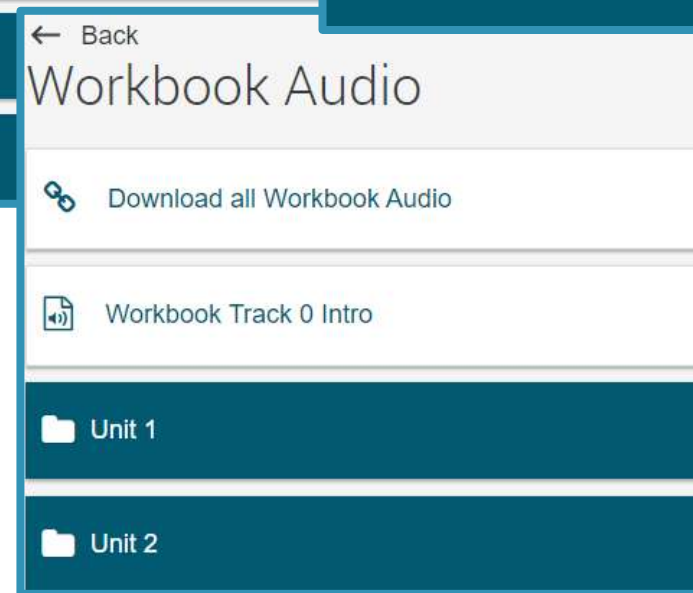 ← Back
Workbook Audio
Download all Workbook Audio
Workbook Track 0 Intro
Unit 1
Unit 2